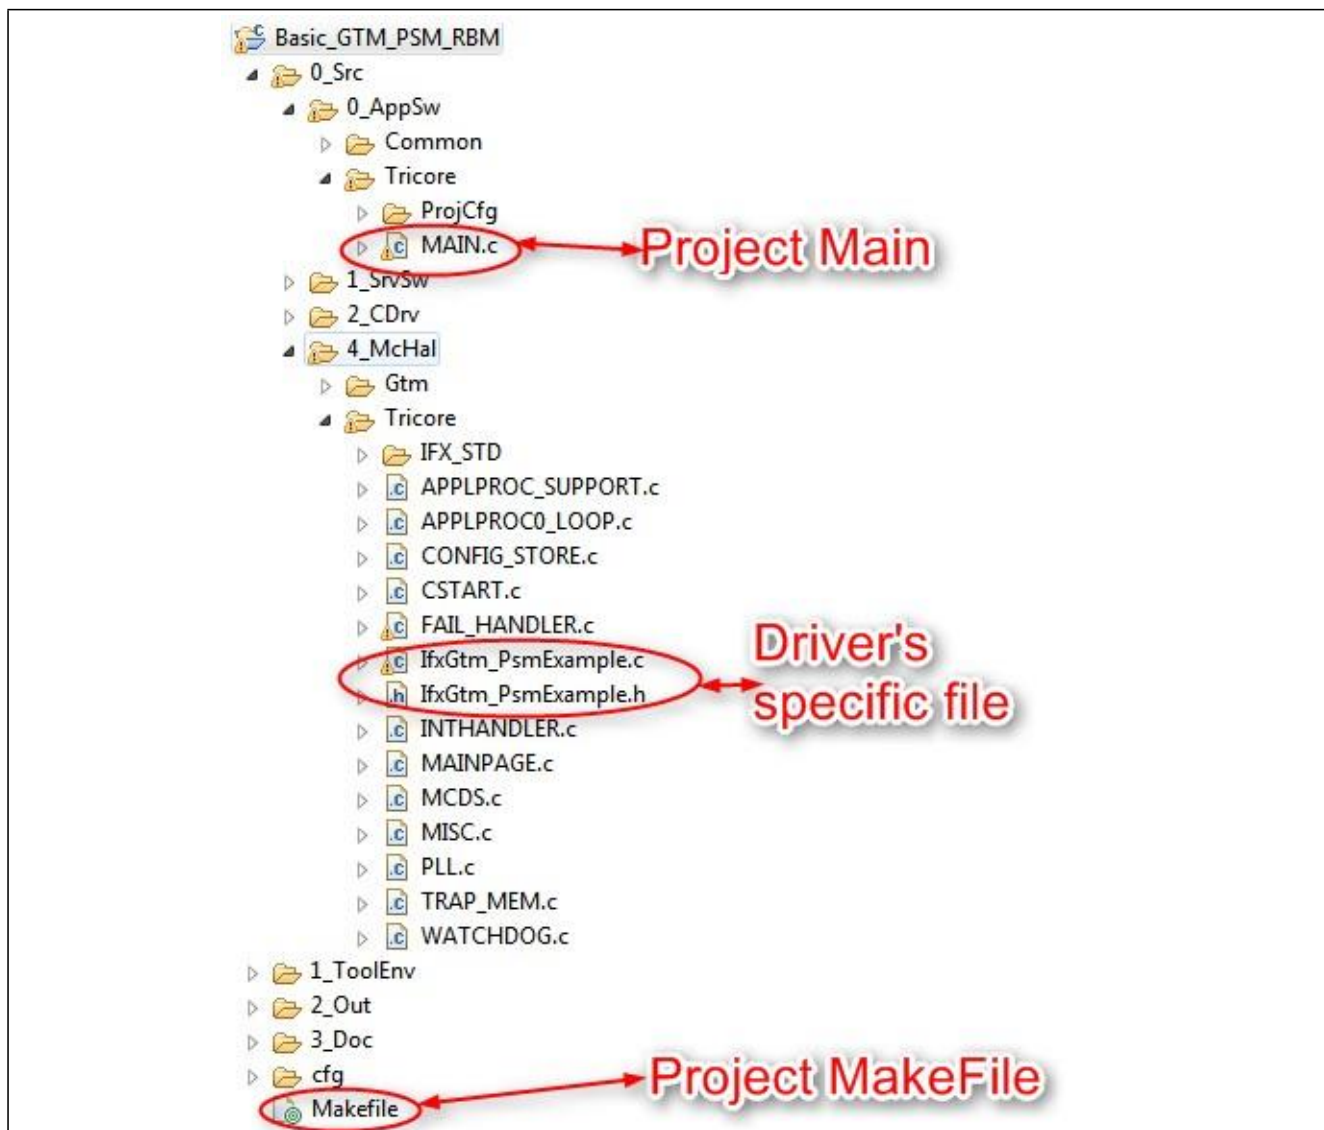 Basic_GTM_PSM_RBM
0_Src
0_AppSw
Common
Tricore
ProjCfg
MAIN.c
Project Main
1_SrvSw
2_CDrv
4_McHal
Gtm
Tricore
IFX_STD
APPLPROC_SUPPORT.c
APPLPROC0_LOOP.c
CONFIG_STORE.c
CSTART.c
FAIL_HANDLER.c
IfxGtm_PsmExample.c
IfxGtm_PsmExample.h
Driver's
specific file
INTHANDLER.c
MAINPAGE.c
MCDS.c
MISC.c
PLL.c
TRAP_MEM.c
WATCHDOG.c
1_ToolEnv
2_Out
3_Doc
cfg
Makefile
Project MakeFile